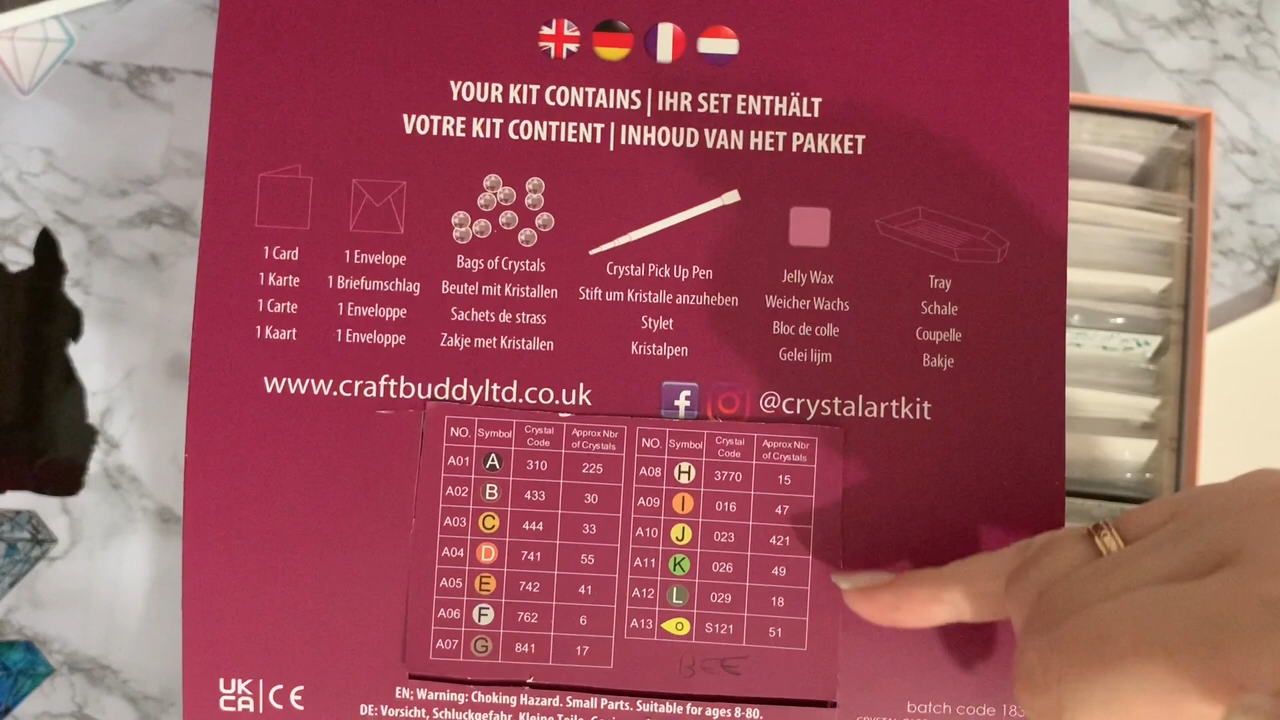 YOUR KIT CONTAINS | IHR SET ENTHÄLT
VOTRE KIT CONTIENT | INHOUD VAN HET PAKKET
1 Card
1 Karte
1 Carte
1 Kaart
1 Envelope
1 Briefumschlag
1 Enveloppe
1 Enveloppe
Bags of Crystals
Beutel mit Kristallen
Sachets de strass
Zakje met Kristallen
Crystal Pick Up Pen
Stift um Kristalle anzuheben
Stylet
Kristalpen
Jelly Wax
Weicher Wachs
Bloc de colle
Gelei lijm
Tray
Schale
Coupelle
Bakje
www.craftbuddyltd.co.uk f @crystalartkit
NO. Symbol Crystal Code Approx Nbr of Crystals
A01 A 310 225
A02 B 433 30
A03 C 444 33
A04 D 741 55
A05 E 742 41
A06 F 762 6
A07 G 841 17
NO. Symbol Crystal Code Approx Nbr of Crystals
A08 H 3770 15
A09 I 016 47
A10 J 023 421
A11 K 026 49
A12 L 029 18
A13 O S121 51
BEE
UK
CA CE
EN; Warning: Choking Hazard. Small Parts. Suitable for ages 8-80.
DE: Vorsicht, Schluckgefahr. Kleine Teile.
batch code 183